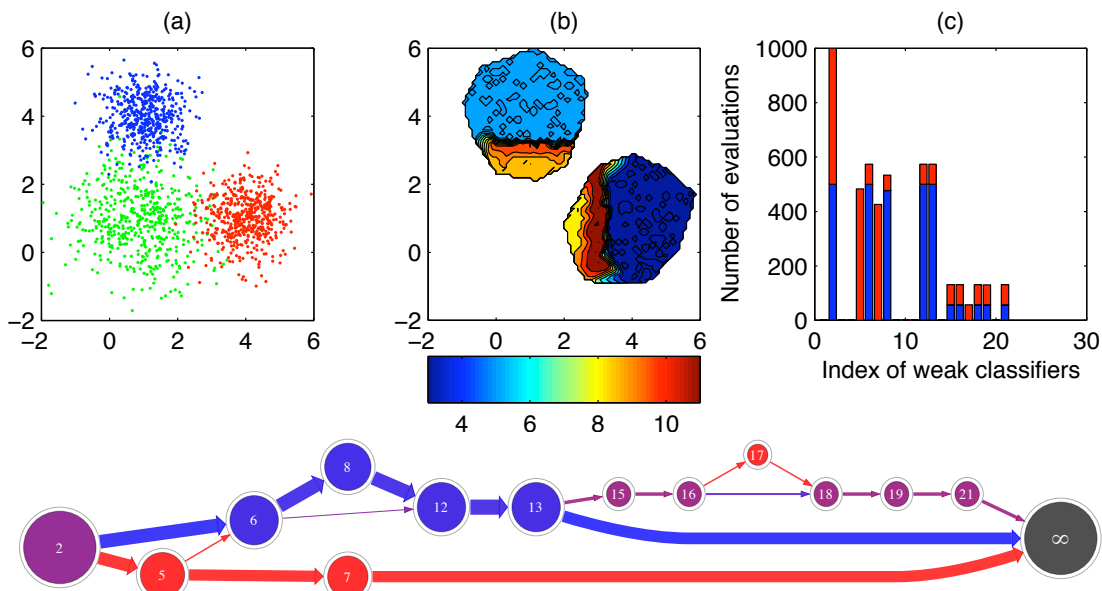 (a) (b) (c)
6 6 1000
4 4 800
2 2 600
0 0 400
−2 −2 200
0
−2 0 2 4 6 −2 0 2 4 6 0 10 20 30
Number of evaluations
Index of weak classifiers
4 6 8 10
2 5 6 7 8 12 13 15 16 17 18 19 21 ∞